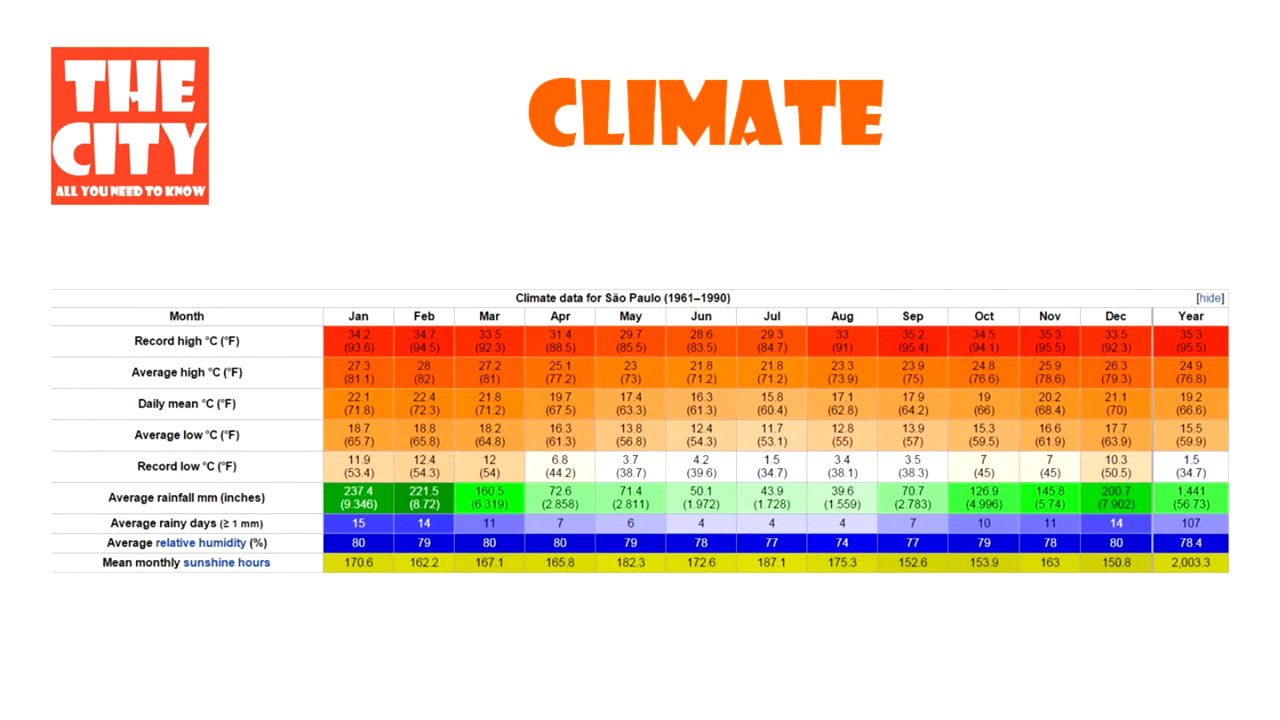 THE
CITY
ALL YOU NEED TO KNOW
CLIMATE
Climate data for São Paulo (1961–1990) [hide]
Month Jan Feb Mar Apr May Jun Jul Aug Sep Oct Nov Dec Year
Record high °C (°F) 34.2 (93.6) 34.7 (94.5) 33.5 (92.3) 31.4 (88.5) 29.7 (85.5) 28.6 (83.5) 29.3 (84.7) 33 (91) 35.2 (95.4) 34.5 (94.1) 35.3 (95.5) 33.5 (92.3) 35.3 (95.5)
Average high °C (°F) 27.3 (81.1) 28 (82) 27.2 (81) 25.1 (77.2) 23 (73) 21.8 (71.2) 21.8 (71.2) 23.3 (73.9) 23.9 (75) 24.8 (76.6) 25.9 (78.6) 26.3 (79.3) 24.9 (76.8)
Daily mean °C (°F) 22.1 (71.8) 22.4 (72.3) 21.8 (71.2) 19.7 (67.5) 17.4 (63.3) 16.3 (61.3) 15.8 (60.4) 17.1 (62.8) 17.9 (64.2) 19 (66) 20.2 (68.4) 21.1 (70) 19.2 (66.6)
Average low °C (°F) 18.7 (65.7) 18.8 (65.8) 18.2 (64.8) 16.3 (61.3) 13.8 (56.8) 12.4 (54.3) 11.7 (53.1) 12.8 (55) 13.9 (57) 15.3 (59.5) 16.6 (61.9) 17.7 (63.9) 15.5 (59.9)
Record low °C (°F) 11.9 (53.4) 12.4 (54.3) 12 (54) 6.8 (44.2) 3.7 (38.7) 4.2 (39.6) 1.5 (34.7) 3.4 (38.1) 3.5 (38.3) 7 (45) 7 (45) 10.3 (50.5) 1.5 (34.7)
Average rainfall mm (inches) 237.4 (9.346) 221.5 (8.72) 160.5 (6.319) 72.6 (2.858) 71.4 (2.811) 50.1 (1.972) 43.9 (1.728) 39.6 (1.559) 70.7 (2.783) 126.9 (4.996) 145.8 (5.74) 200.7 (7.902) 1,441 (56.73)
Average rainy days (≥ 1 mm) 15 14 11 7 6 4 4 4 7 10 11 14 107
Average relative humidity (%) 80 79 80 80 79 78 77 74 77 79 78 80 78.4
Mean monthly sunshine hours 170.6 162.2 167.1 165.8 182.3 172.6 187.1 175.3 152.6 153.9 163 150.8 2,003.3